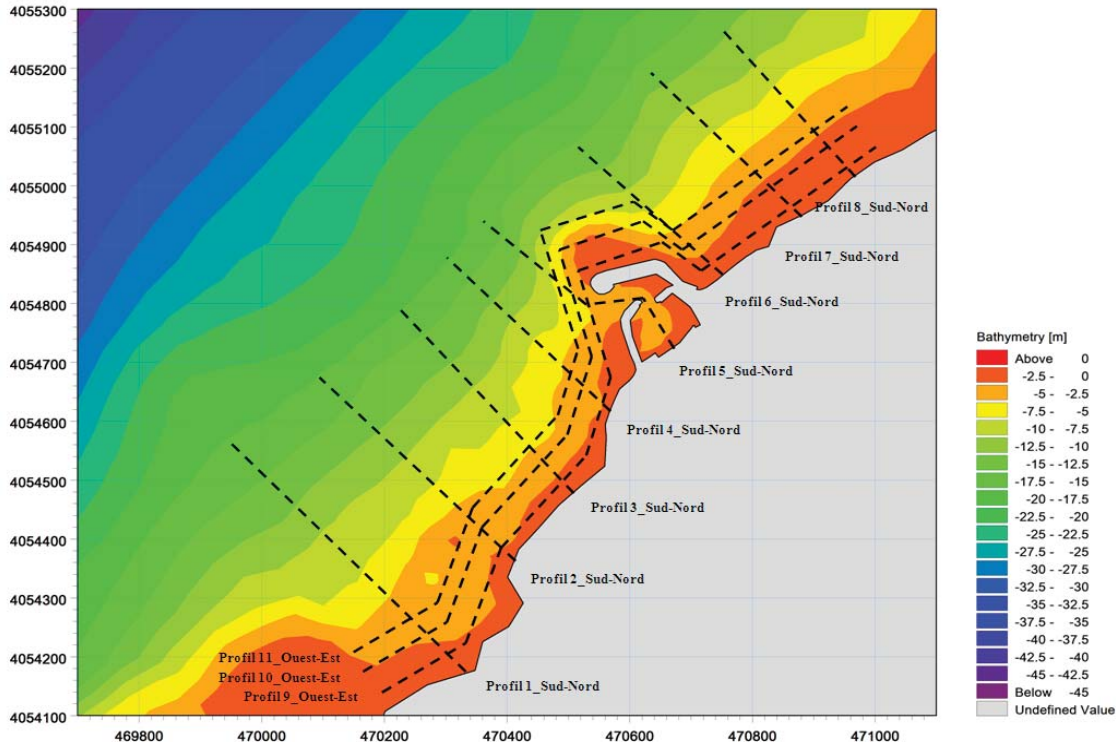 4055300
4055200
4055100
4055000
4054900
4054800
4054700
4054600
4054500
4054400
4054300
4054200
4054100
469800 470000 470200 470400 470600 470800 471000
Profil 8_Sud-Nord
Profil 7_Sud-Nord
Profil 6_Sud-Nord
Profil 5_Sud-Nord
Profil 4_Sud-Nord
Profil 3_Sud-Nord
Profil 2_Sud-Nord
Profil 11_Ouest-Est
Profil 10_Ouest-Est
Profil 9_Ouest-Est
Profil 1_Sud-Nord
Bathymetry [m]
Above 0
-2.5 - 0
-5 - -2.5
-7.5 - -5
-10 - -7.5
-12.5 - -10
-15 - -12.5
-17.5 - -15
-20 - -17.5
-22.5 - -20
-25 - -22.5
-27.5 - -25
-30 - -27.5
-32.5 - -30
-35 - -32.5
-37.5 - -35
-40 - -37.5
-42.5 - -40
-45 - -42.5
Below -45
Undefined Value